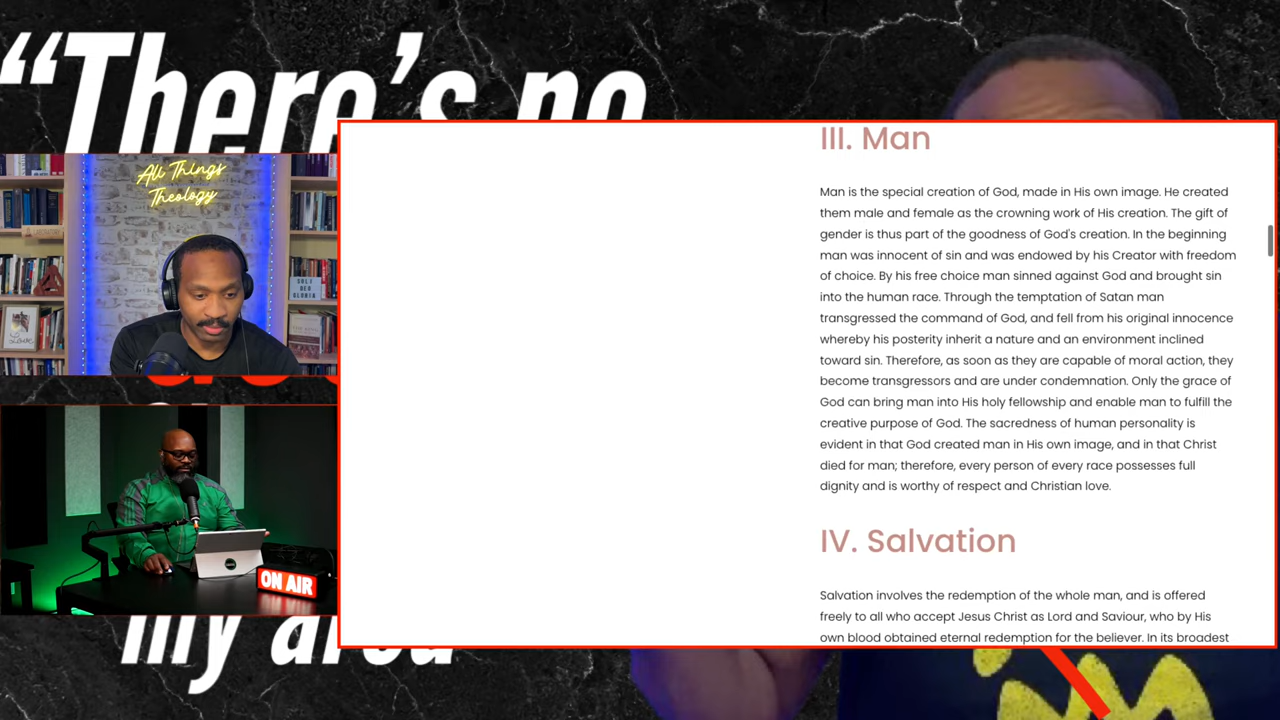 “There’s no
All Things
Theology
SOLI
DEO
GLORIA
ON AIR
my area
III. Man
Man is the special creation of God, made in His own image. He created
them male and female as the crowning work of His creation. The gift of
gender is thus part of the goodness of God's creation. In the beginning
man was innocent of sin and was endowed by his Creator with freedom
of choice. By his free choice man sinned against God and brought sin
into the human race. Through the temptation of Satan man
transgressed the command of God, and fell from his original innocence
whereby his posterity inherit a nature and an environment inclined
toward sin. Therefore, as soon as they are capable of moral action, they
become transgressors and are under condemnation. Only the grace of
God can bring man into His holy fellowship and enable man to fulfill the
creative purpose of God. The sacredness of human personality is
evident in that God created man in His own image, and in that Christ
died for man; therefore, every person of every race possesses full
dignity and is worthy of respect and Christian love.
IV. Salvation
Salvation involves the redemption of the whole man, and is offered
freely to all who accept Jesus Christ as Lord and Saviour, who by His
own blood obtained eternal redemption for the believer. In its broadest